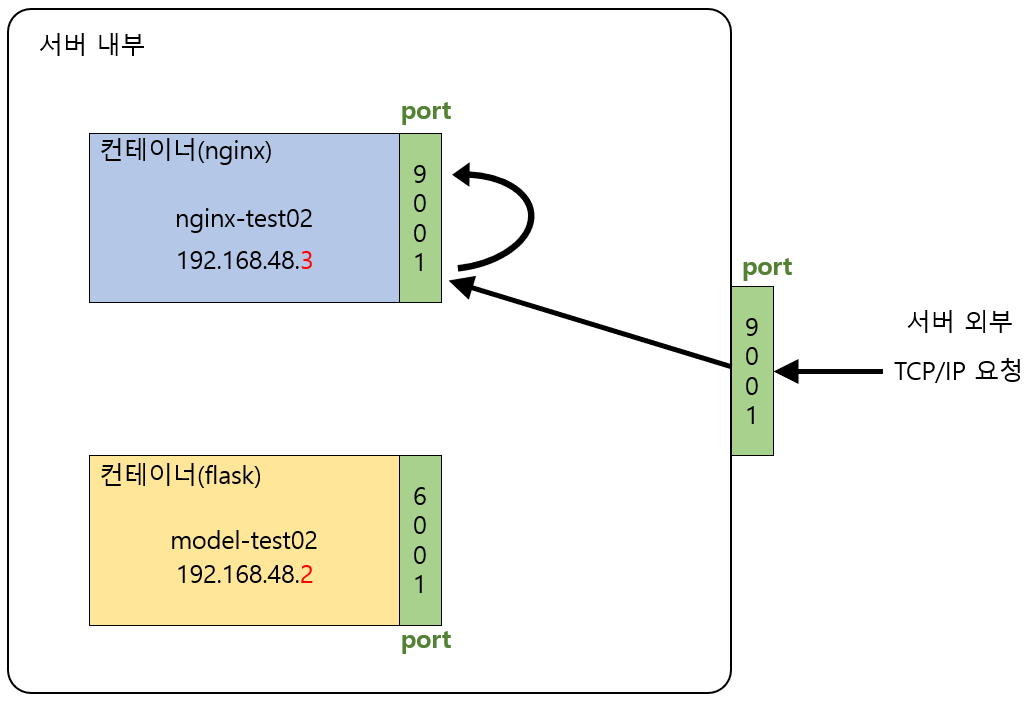 서버 내부
port
컨테이너(nginx)
nginx-test02
192.168.48.3
9
0
0
1
port
9
0
0
1
서버 외부
TCP/IP 요청
컨테이너(flask)
model-test02
192.168.48.2
6
0
0
1
port